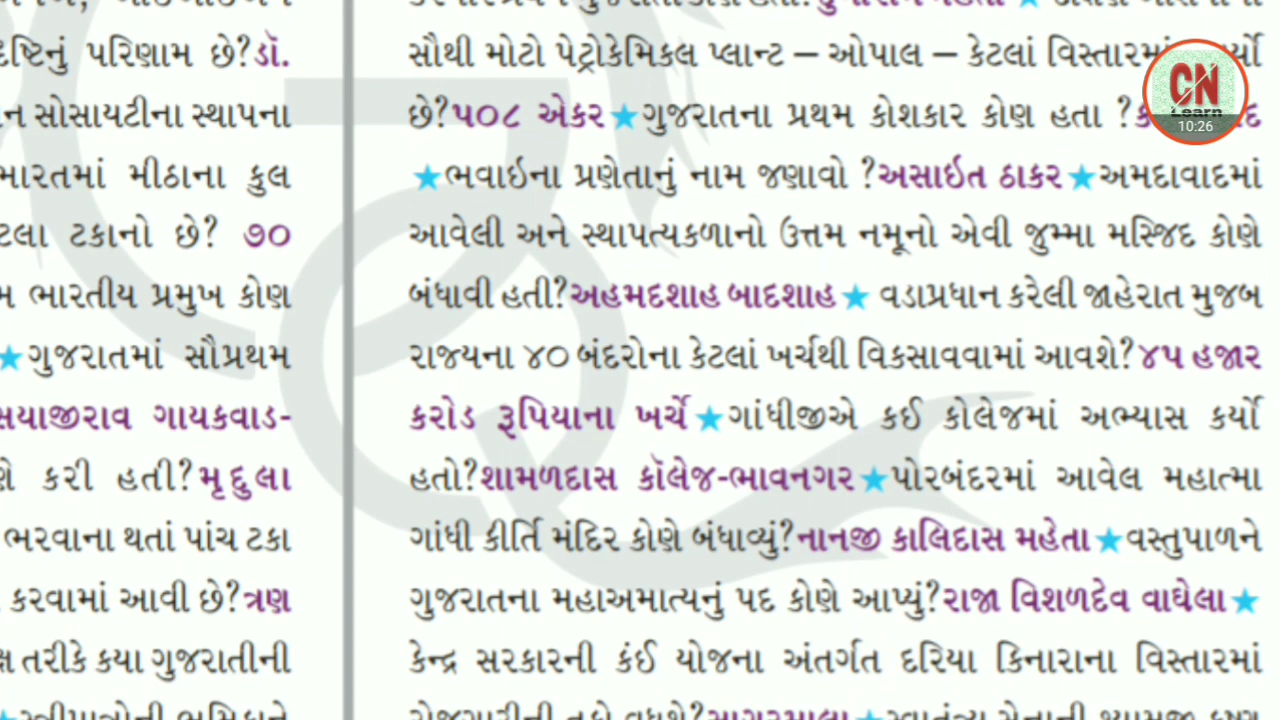 દૃષ્ટિનું પરિણામ છે?ડૉ.
સોસાયટીના સ્થાપના
ભારતમાં મીઠાના કુલ
ટકાનો છે? ૭૦
ભારતીય પ્રમુખ કોણ
★ગુજરાતમાં સૌપ્રથમ
સયાજીરાવ ગાયકવાડ-
કરી હતી?મૃદુલા
ભરવાના થતાં પાંચ ટકા
કરવામાં આવી છે?ત્રણ
તરીકે કયા ગુજરાતીની
સૌથી મોટો પેટ્રોકેમિકલ પ્લાન્ટ – ઓપાલ – કેટલાં
છે?૫૦૮ એકર★ગુજરાતના પ્રથમ કોશકાર કોણ હતા ?
★ભવાઇના પ્રણેતાનું નામ જણાવો ?અસાઇત ઠાકર★અમદાવાદમાં
આવેલી અને સ્થાપત્યકળાનો ઉત્તમ નમૂનો એવી જુમ્મા મસ્જિદ કોણે
બંધાવી હતી?અહમદશાહ બાદશાહ★ વડાપ્રધાન કરેલી જાહેરાત મુજબ
રાજ્યના ૪૦ બંદરોના કેટલાં ખર્ચથી વિકસાવવામાં આવશે?૪૫ હજાર
કરોડ રૂપિયાના ખર્ચે★ગાંધીજીએ કઈ કોલેજમાં અભ્યાસ કર્યો
હતો?શામળદાસ કૉલેજ-ભાવનગર★પોરબંદરમાં આવેલ મહાત્મા
ગાંધી કીર્તિ મંદિર કોણે બંધાવ્યું?નાનજી કાલિદાસ મહેતા★વસ્તુપાળને
ગુજરાતના મહાઅમાત્યનું પદ કોણે આપ્યું?રાજા વિશળદેવ વાઘેલા★
કેન્દ્ર સરકારની કંઈ યોજના અંતર્ગત દરિયા કિનારાના વિસ્તારમાં
CN
Learn
10:26